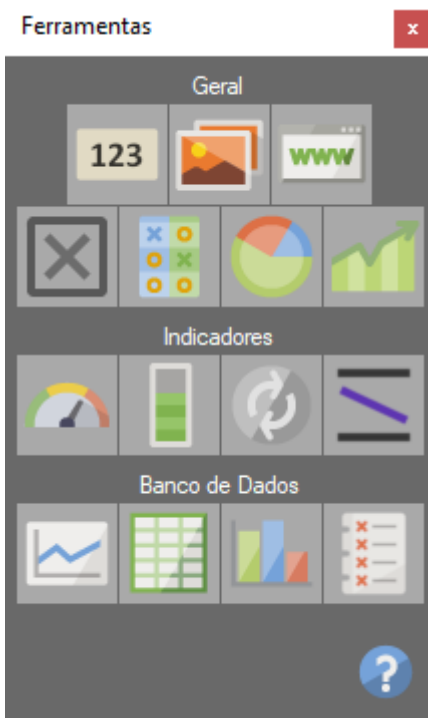 Ferramentas
x
Geral
123
www
Indicadores
Banco de Dados
?